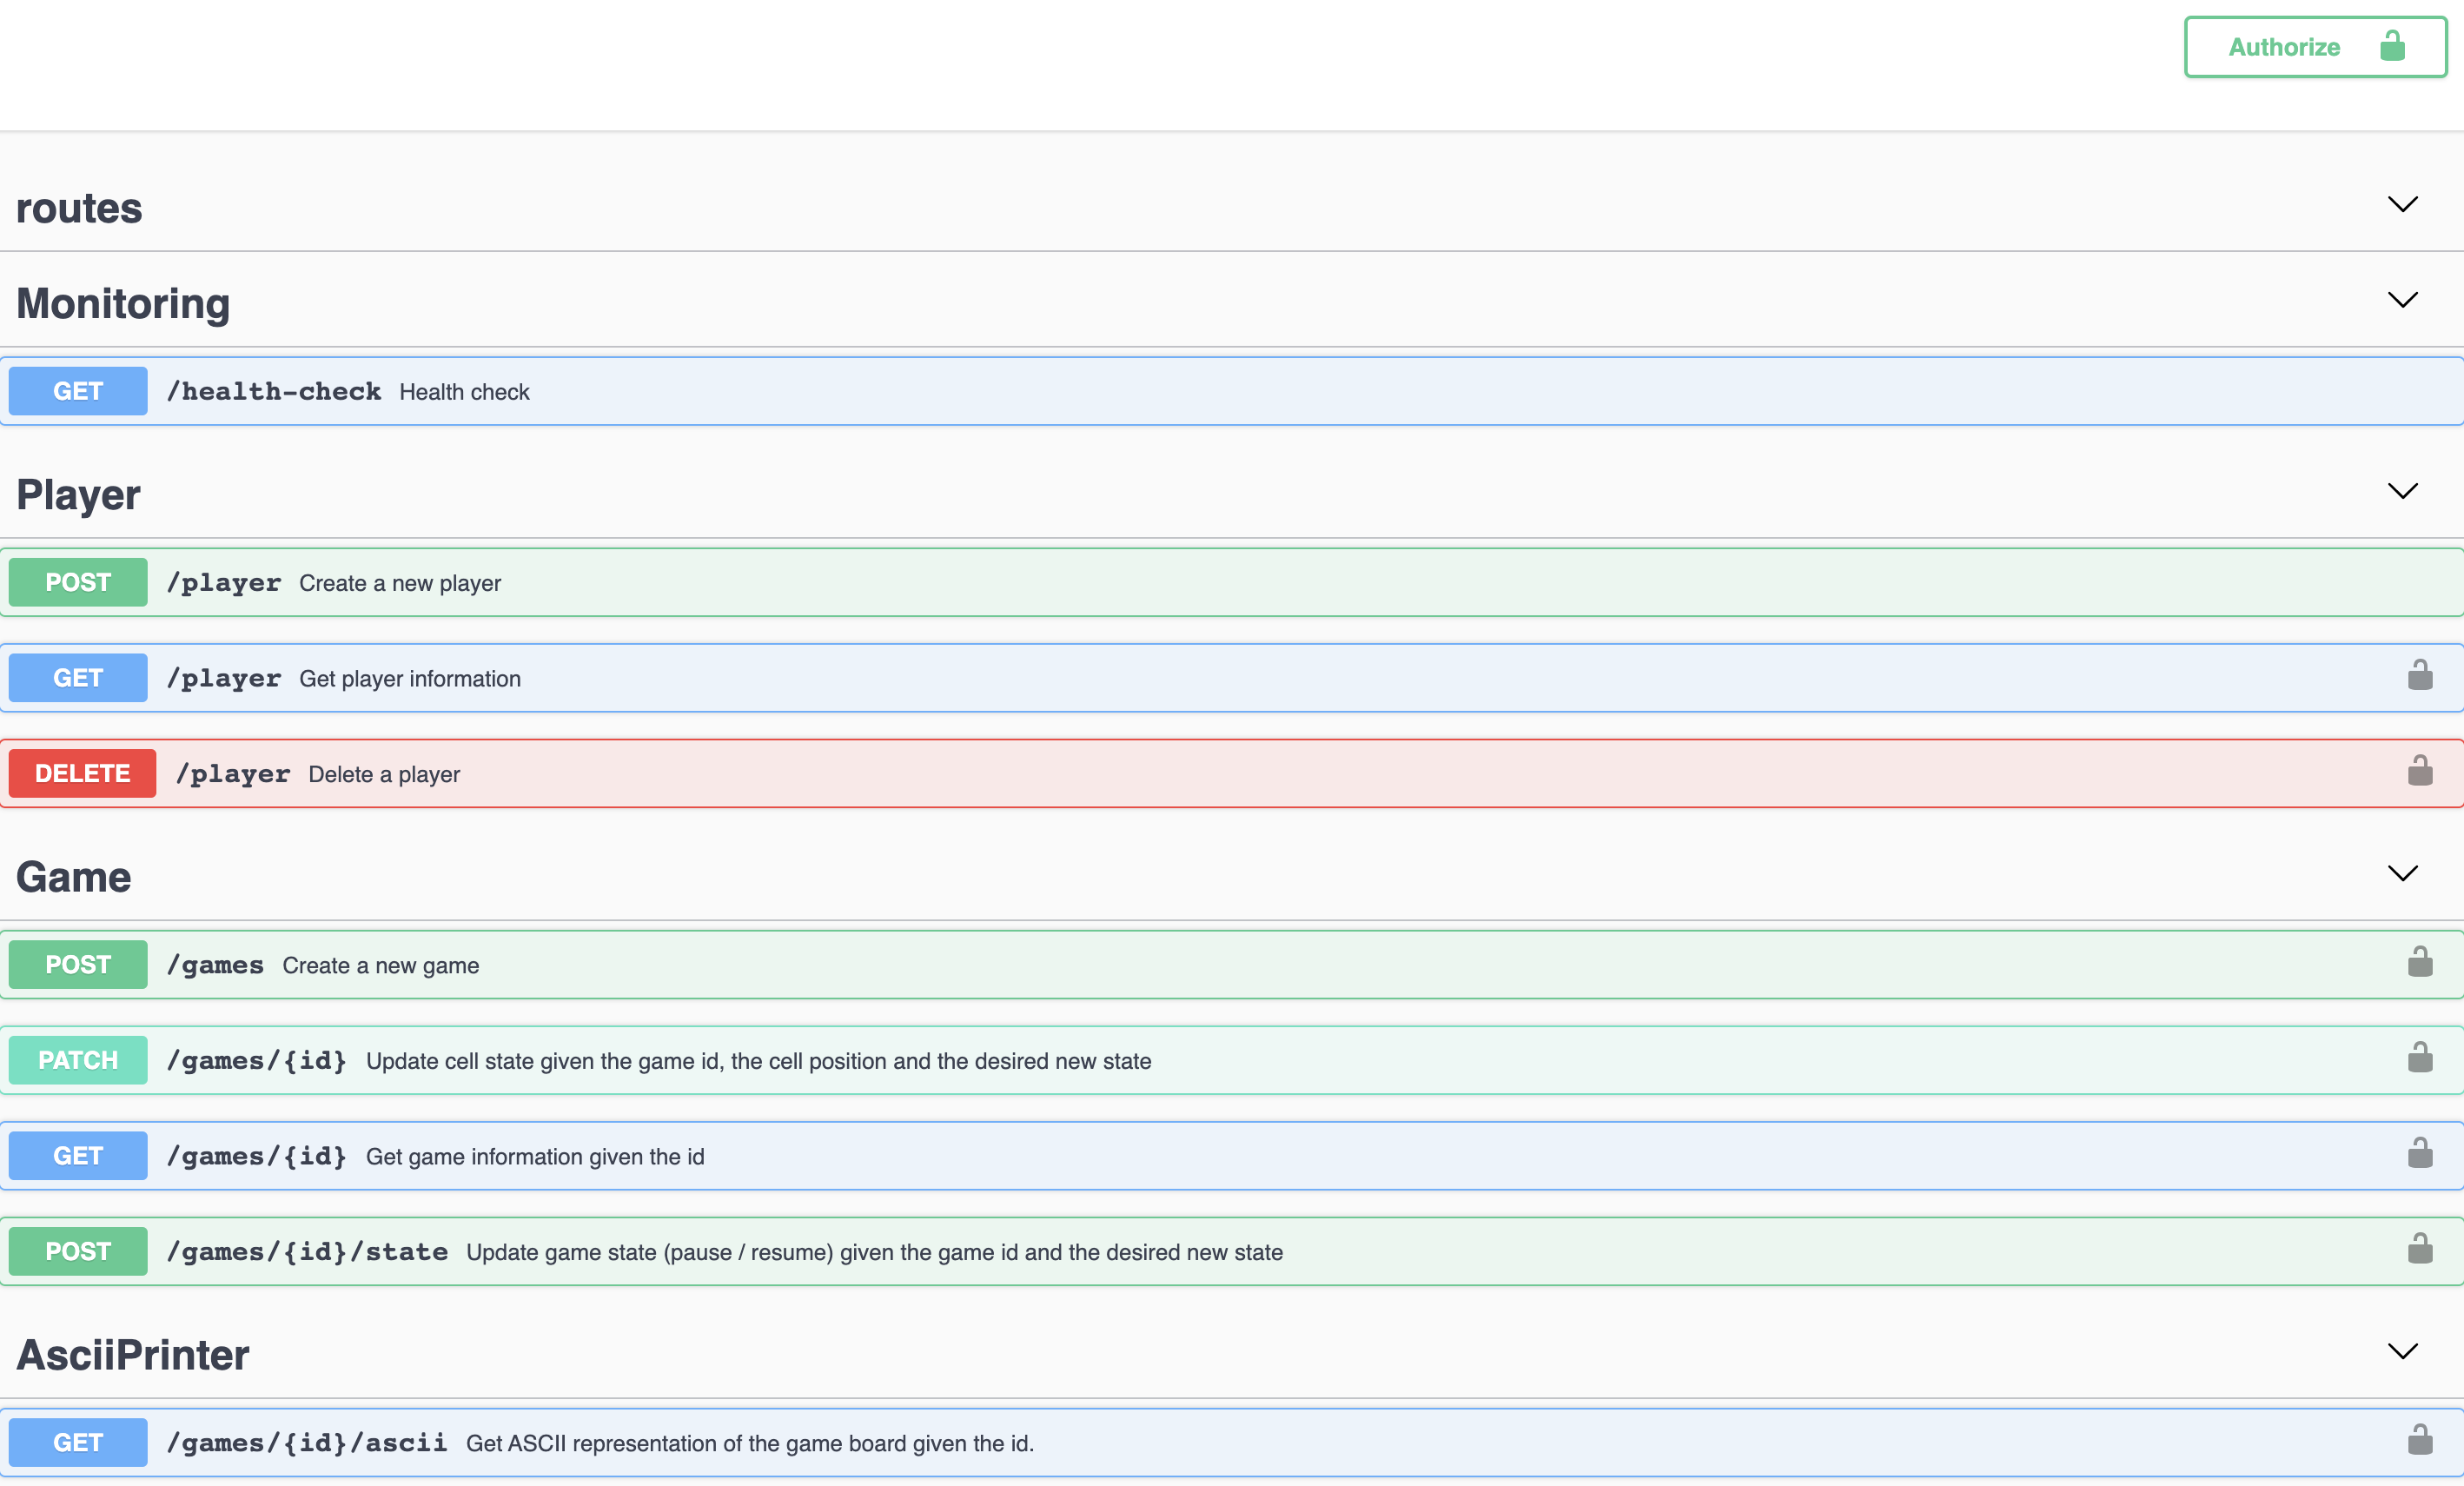 Authorize
routes
Monitoring
GET /health-check Health check
Player
POST /player Create a new player
GET /player Get player information
DELETE /player Delete a player
Game
POST /games Create a new game
PATCH /games/{id} Update cell state given the game id, the cell position and the desired new state
GET /games/{id} Get game information given the id
POST /games/{id}/state Update game state (pause / resume) given the game id and the desired new state
AsciiPrinter
GET /games/{id}/ascii Get ASCII representation of the game board given the id.